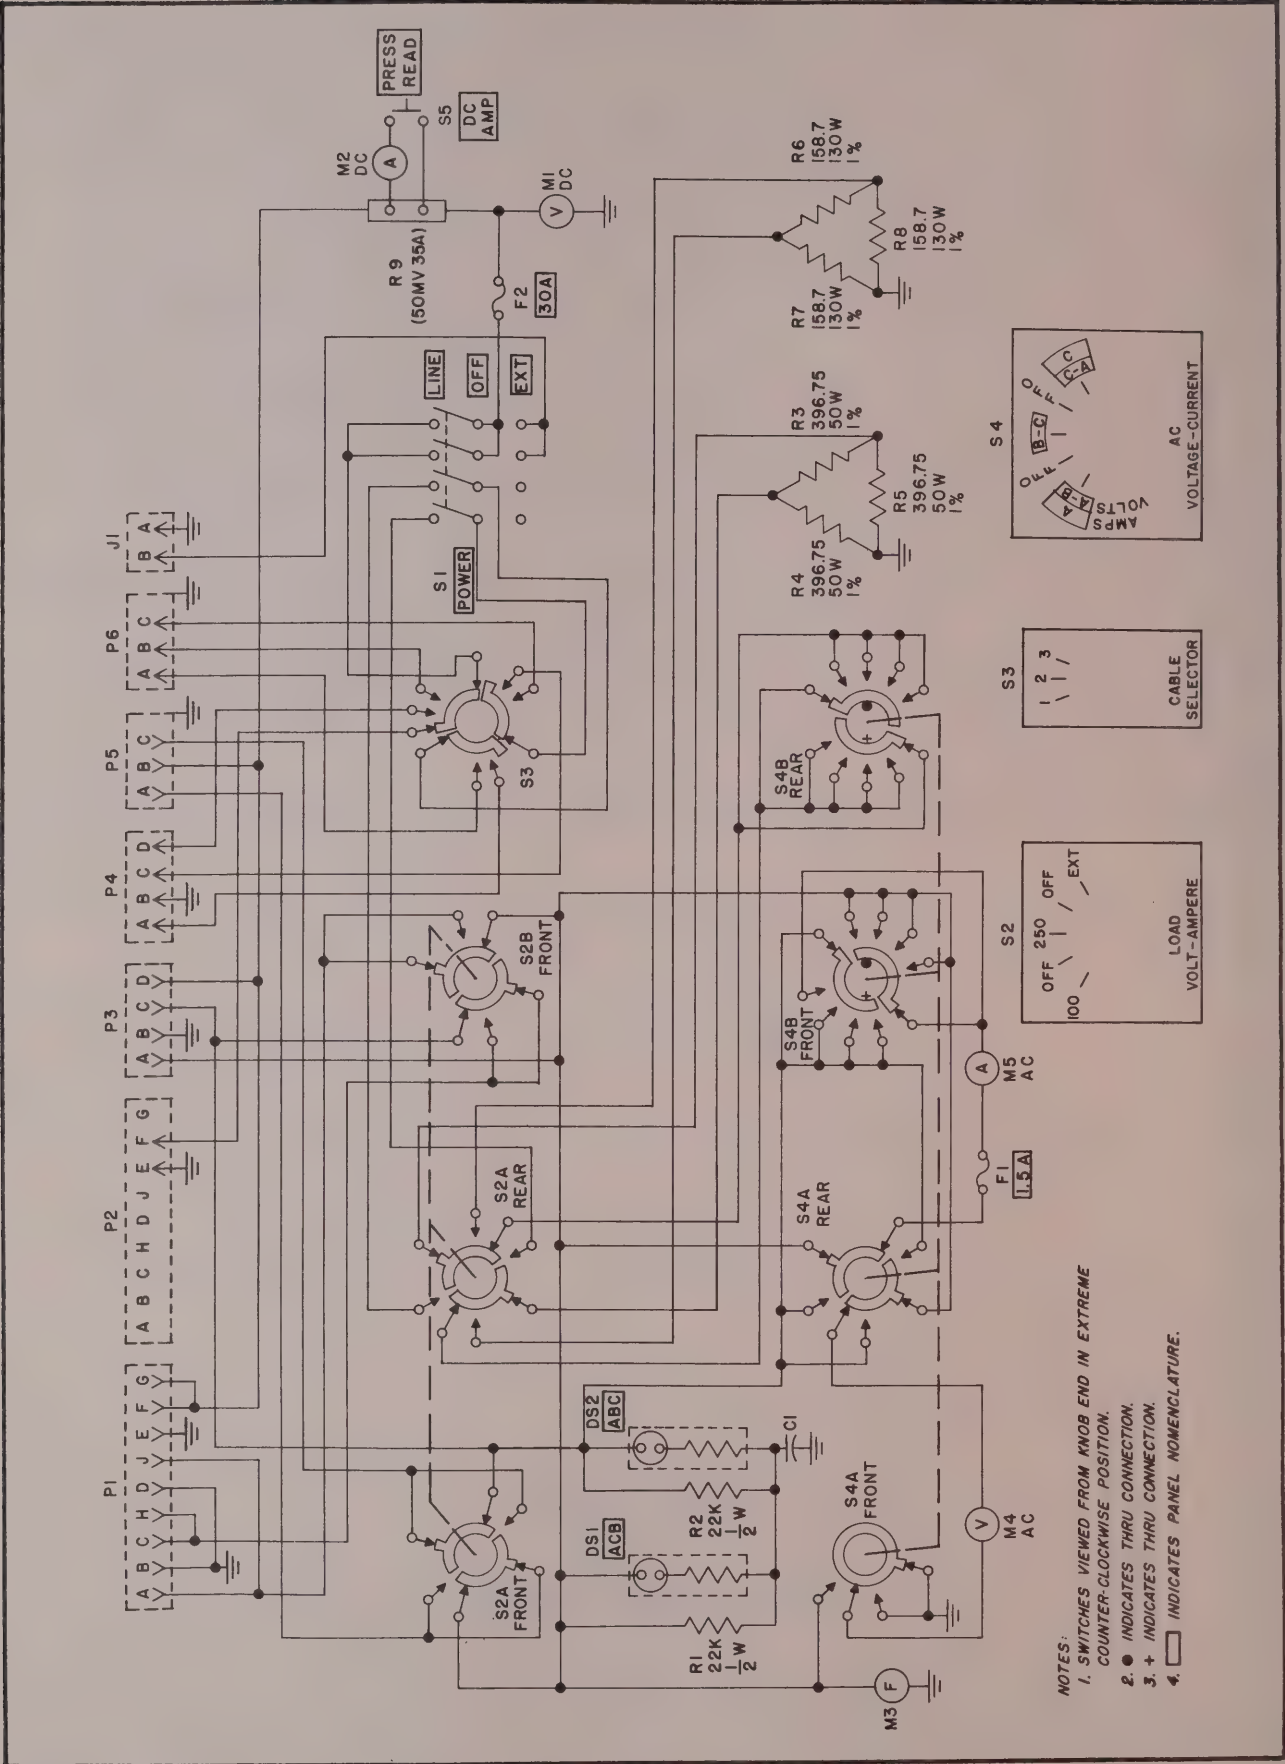 P1
A B C H D J E F G
P2
A B C H D J E F G
P3
A B C D
P4
A B C D
P5
A B C
P6
A B C
J1
B A
M2
DC
A
PRESS
READ
S5
DC
AMP
R9
(50MV 35A)
M1
DC
V
F2
30A
LINE
OFF
EXT
S1
POWER
S3
S2B
FRONT
S2A
REAR
S2A
FRONT
DS1
ACB
DS2
ABC
R1
22K
1/2 W
R2
22K
1/2 W
C1
M3
F
S4A
FRONT
V
M4
AC
S4A
REAR
F1
1.5A
A
M5
AC
S4B
FRONT
+
S4B
REAR
+
R4
396.75
50W
1%
R3
396.75
50W
1%
R5
396.75
50W
1%
R7
158.7
130W
1%
R6
158.7
130W
1%
R8
158.7
130W
1%
S2
100 OFF 250 OFF EXT
LOAD
VOLT-AMPERE
S3
1 2 3
CABLE
SELECTOR
S4
AMPS
VOLTS
A
A-B
OFF
B-C
OFF
C
C-A
AC
VOLTAGE-CURRENT
NOTES:
1. SWITCHES VIEWED FROM KNOB END IN EXTREME
COUNTER-CLOCKWISE POSITION.
2. ● INDICATES THRU CONNECTION.
3. + INDICATES THRU CONNECTION.
4. ▭ INDICATES PANEL NOMENCLATURE.